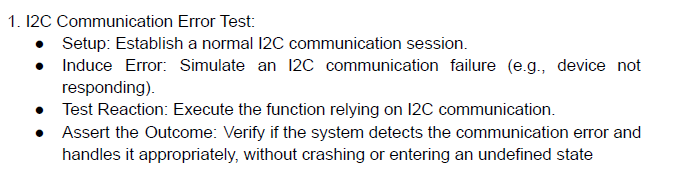 1. I2C Communication Error Test:
● Setup: Establish a normal I2C communication session.
● Induce Error: Simulate an I2C communication failure (e.g., device not
responding).
● Test Reaction: Execute the function relying on I2C communication.
● Assert the Outcome: Verify if the system detects the communication error and
handles it appropriately, without crashing or entering an undefined state